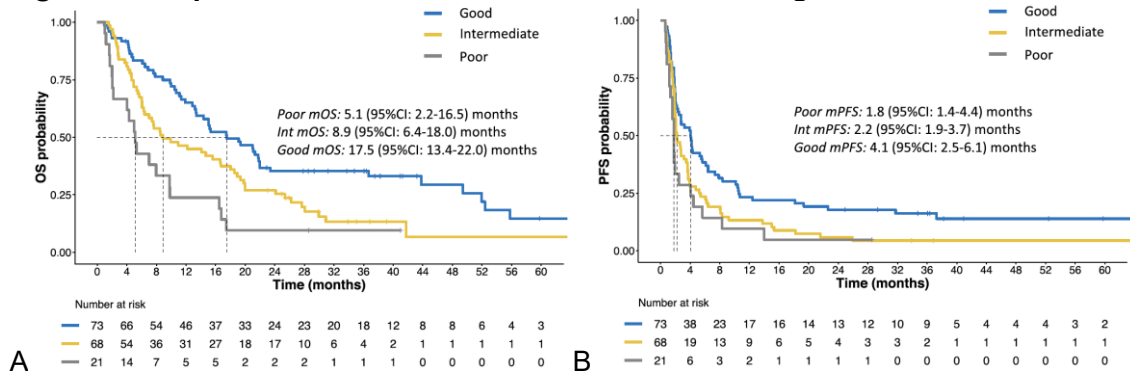 Good
Intermediate
Poor
1.00
0.75
0.50
0.25
0.00
OS probability
Poor mOS: 5.1 (95%CI: 2.2-16.5) months
Int mOS: 8.9 (95%CI: 6.4-18.0) months
Good mOS: 17.5 (95%CI: 13.4-22.0) months
0 4 8 12 16 20 24 28 32 36 40 44 48 52 56 60
Time (months)
Number at risk
73 66 54 46 37 33 24 23 20 18 12 8 8 6 4 3
68 54 36 31 27 18 17 10 6 4 2 1 1 1 1 1
21 14 7 5 5 2 2 2 1 1 1 0 0 0 0 0
A
Good
Intermediate
Poor
1.00
0.75
0.50
0.25
0.00
PFS probability
Poor mPFS: 1.8 (95%CI: 1.4-4.4) months
Int mPFS: 2.2 (95%CI: 1.9-3.7) months
Good mPFS: 4.1 (95%CI: 2.5-6.1) months
0 4 8 12 16 20 24 28 32 36 40 44 48 52 56 60
Time (months)
Number at risk
73 38 23 17 16 14 13 12 10 9 5 4 4 4 3 2
68 19 13 9 6 5 4 3 3 2 1 1 1 1 1 1
21 6 3 2 1 1 1 1 0 0 0 0 0 0 0 0
B